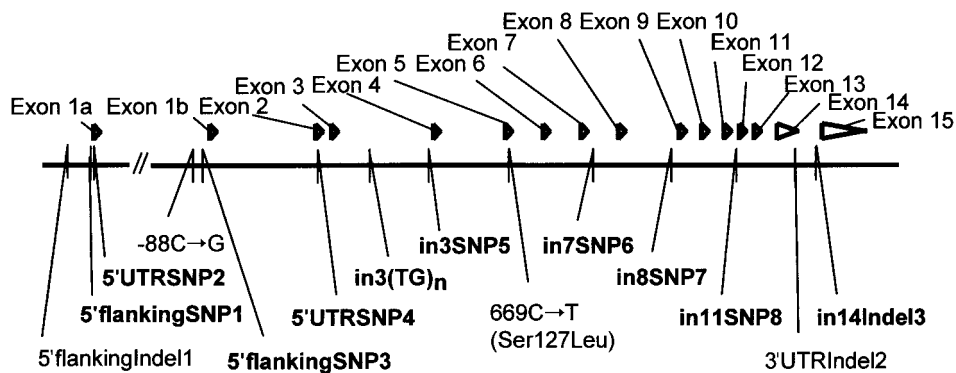 Exon 8 Exon 9 Exon 10
Exon 7 Exon 11
Exon 5 Exon 6 Exon 12
Exon 3 Exon 4 Exon 13
Exon 1a Exon 1b Exon 2 Exon 14
Exon 15
//
-88C→G
in3SNP5
in7SNP6
5'UTRSNP2
in3(TG)n
in8SNP7
5'flankingSNP1
5'UTRSNP4
669C→T
(Ser127Leu)
in11SNP8
in14Indel3
5'flankingIndel1
5'flankingSNP3
3'UTRIndel2